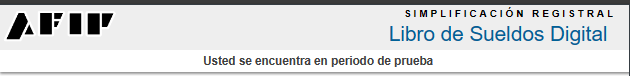 AFIP
SIMPLIFICACIÓN REGISTRAL
Libro de Sueldos Digital
Usted se encuentra en periodo de prueba